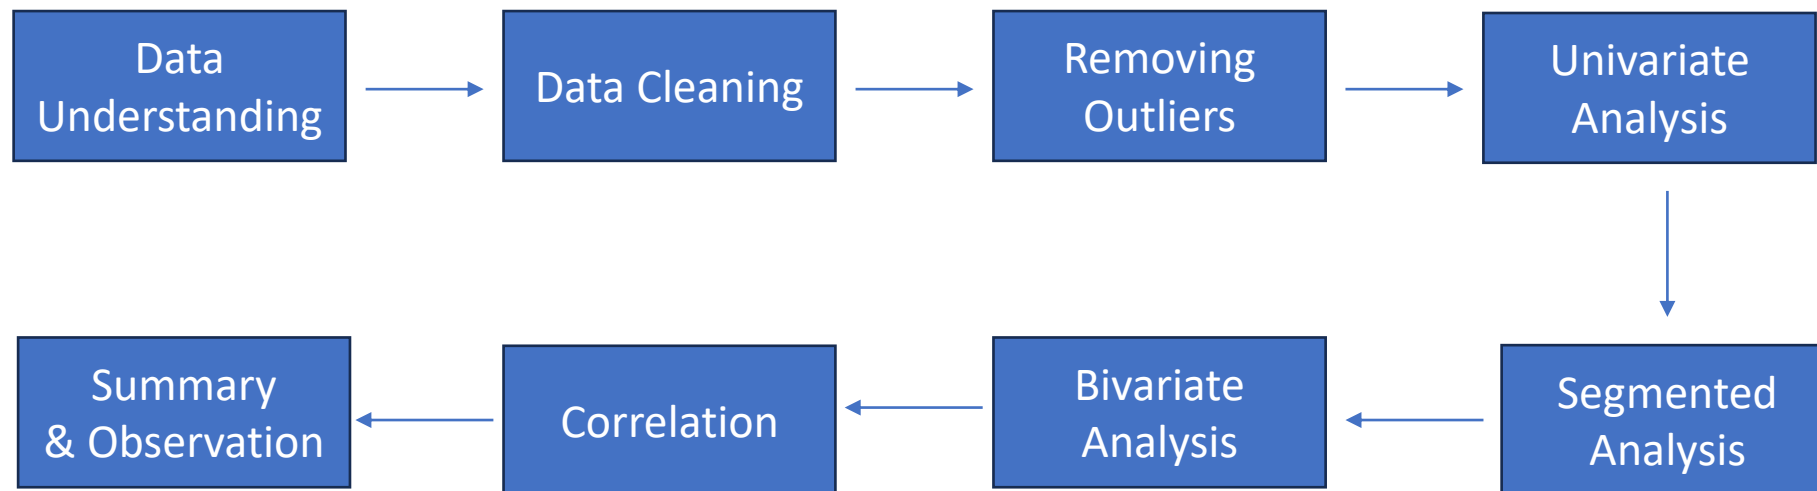 Data
Understanding
Data Cleaning
Removing
Outliers
Univariate
Analysis
Segmented
Analysis
Bivariate
Analysis
Correlation
Summary
& Observation